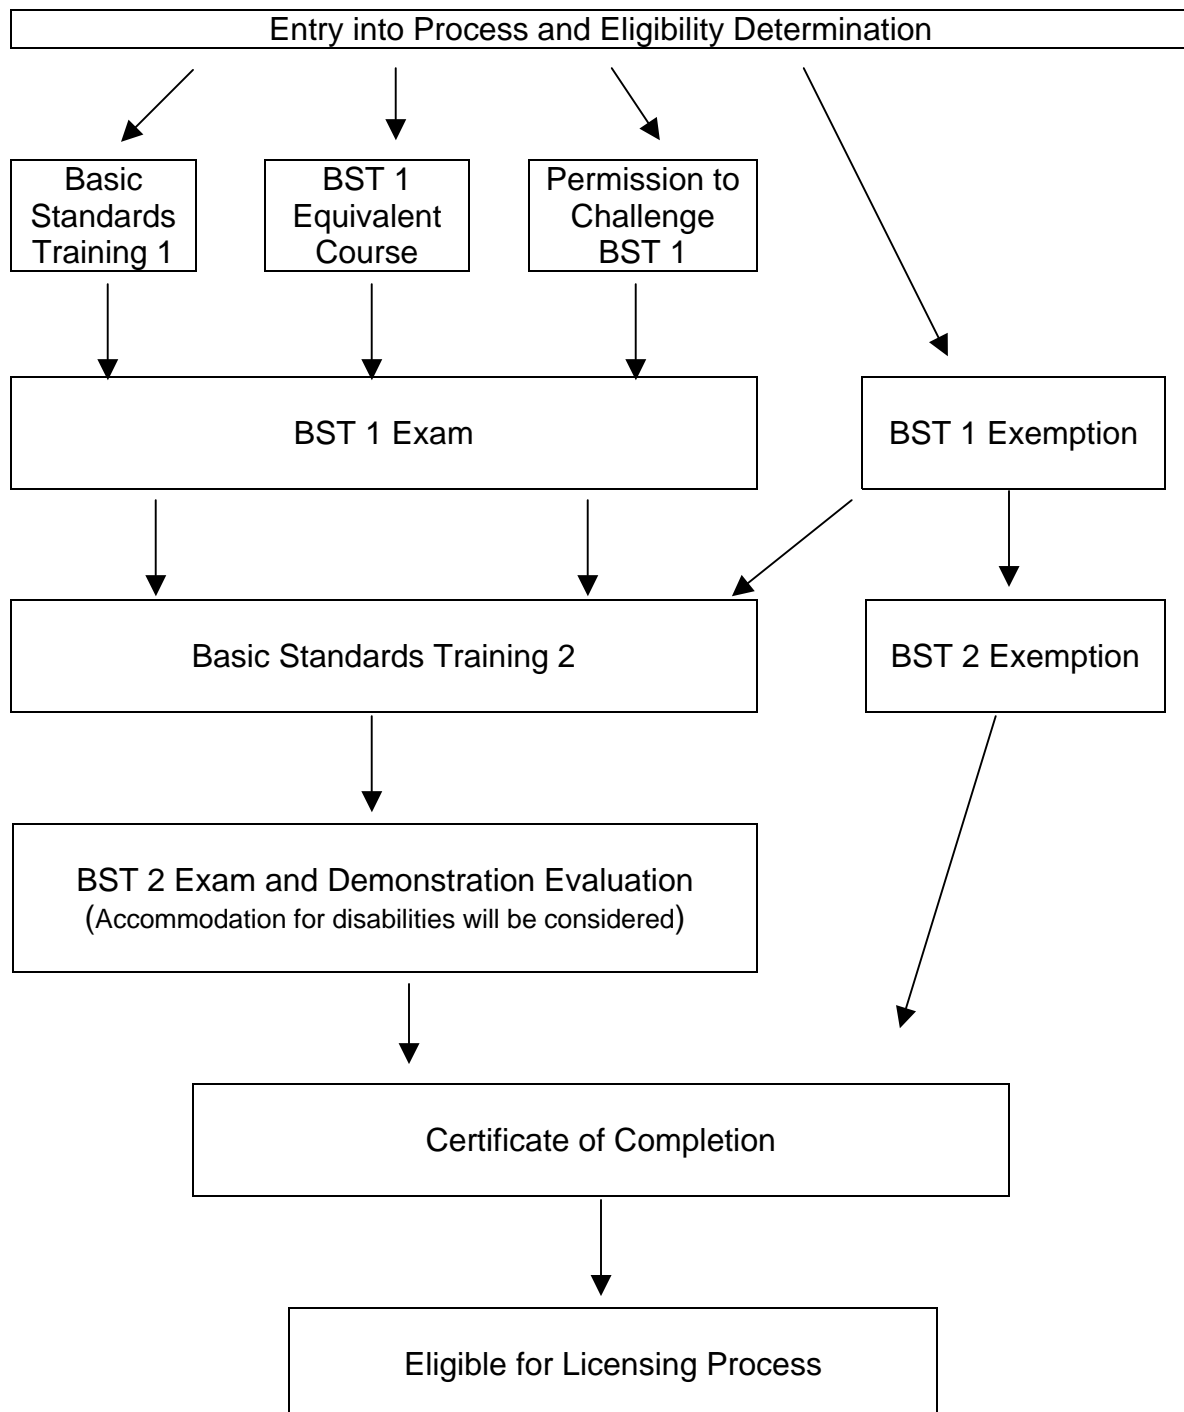 Entry into Process and Eligibility Determination
Basic
Standards
Training 1
BST 1
Equivalent
Course
Permission to
Challenge
BST 1
BST 1 Exam
BST 1 Exemption
Basic Standards Training 2
BST 2 Exemption
BST 2 Exam and Demonstration Evaluation
(Accommodation for disabilities will be considered)
Certificate of Completion
Eligible for Licensing Process